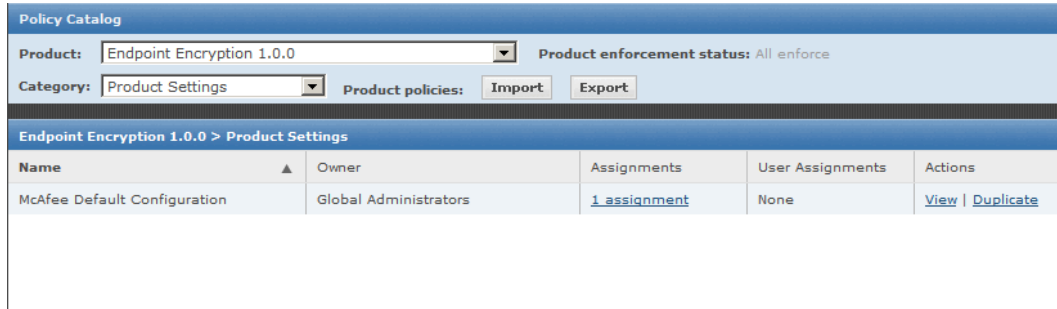 Policy Catalog
Product: Endpoint Encryption 1.0.0 Product enforcement status: All enforce
Category: Product Settings Product policies: Import Export
Endpoint Encryption 1.0.0 > Product Settings
Name Owner Assignments User Assignments Actions
McAfee Default Configuration Global Administrators 1 assignment None View | Duplicate